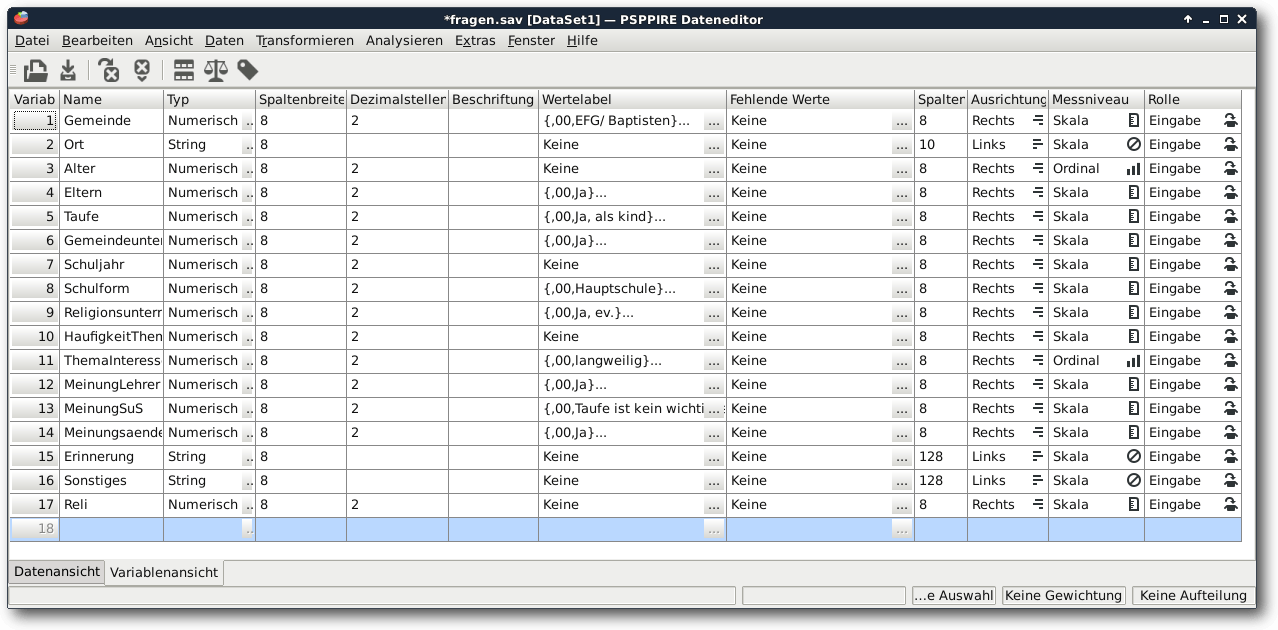 *fragen.sav [DataSet1] — PSPPIRE Dateneditor
Datei Bearbeiten Ansicht Daten Transformieren Analysieren Extras Fenster Hilfe
Variab Name Typ Spaltenbreite Dezimalsteller Beschriftung Wertelabel Fehlende Werte Spalten Ausrichtung Messniveau Rolle
1 Gemeinde Numerisch .. 8 2 {,00,EFG/ Baptisten}... ... Keine ... 8 Rechts Skala Eingabe
2 Ort String .. 8 Keine ... Keine ... 10 Links Skala Eingabe
3 Alter Numerisch .. 8 2 Keine ... Keine ... 8 Rechts Ordinal Eingabe
4 Eltern Numerisch .. 8 2 {,00,Ja}... ... Keine ... 8 Rechts Skala Eingabe
5 Taufe Numerisch .. 8 2 {,00,Ja, als kind}... ... Keine ... 8 Rechts Skala Eingabe
6 Gemeindeunter Numerisch .. 8 2 {,00,Ja}... ... Keine ... 8 Rechts Skala Eingabe
7 Schuljahr Numerisch .. 8 2 Keine ... Keine ... 8 Rechts Skala Eingabe
8 Schulform Numerisch .. 8 2 {,00,Hauptschule}... ... Keine ... 8 Rechts Skala Eingabe
9 Religionsunterr Numerisch .. 8 2 {,00,Ja, ev.}... ... Keine ... 8 Rechts Skala Eingabe
10 HaufigkeitThen Numerisch .. 8 2 Keine ... Keine ... 8 Rechts Skala Eingabe
11 ThemaInteress Numerisch .. 8 2 {,00,langweilig}... ... Keine ... 8 Rechts Ordinal Eingabe
12 MeinungLehrer Numerisch .. 8 2 {,00,Ja}... ... Keine ... 8 Rechts Skala Eingabe
13 MeinungSuS Numerisch .. 8 2 {,00,Taufe ist kein wichti ... Keine ... 8 Rechts Skala Eingabe
14 Meinungsaende Numerisch .. 8 2 {,00,Ja}... ... Keine ... 8 Rechts Skala Eingabe
15 Erinnerung String .. 8 Keine ... Keine ... 128 Links Skala Eingabe
16 Sonstiges String .. 8 Keine ... Keine ... 128 Links Skala Eingabe
17 Reli Numerisch .. 8 2 Keine ... Keine ... 8 Rechts Skala Eingabe
18 .. ... ...
Datenansicht Variablenansicht
...e Auswahl Keine Gewichtung Keine Aufteilung